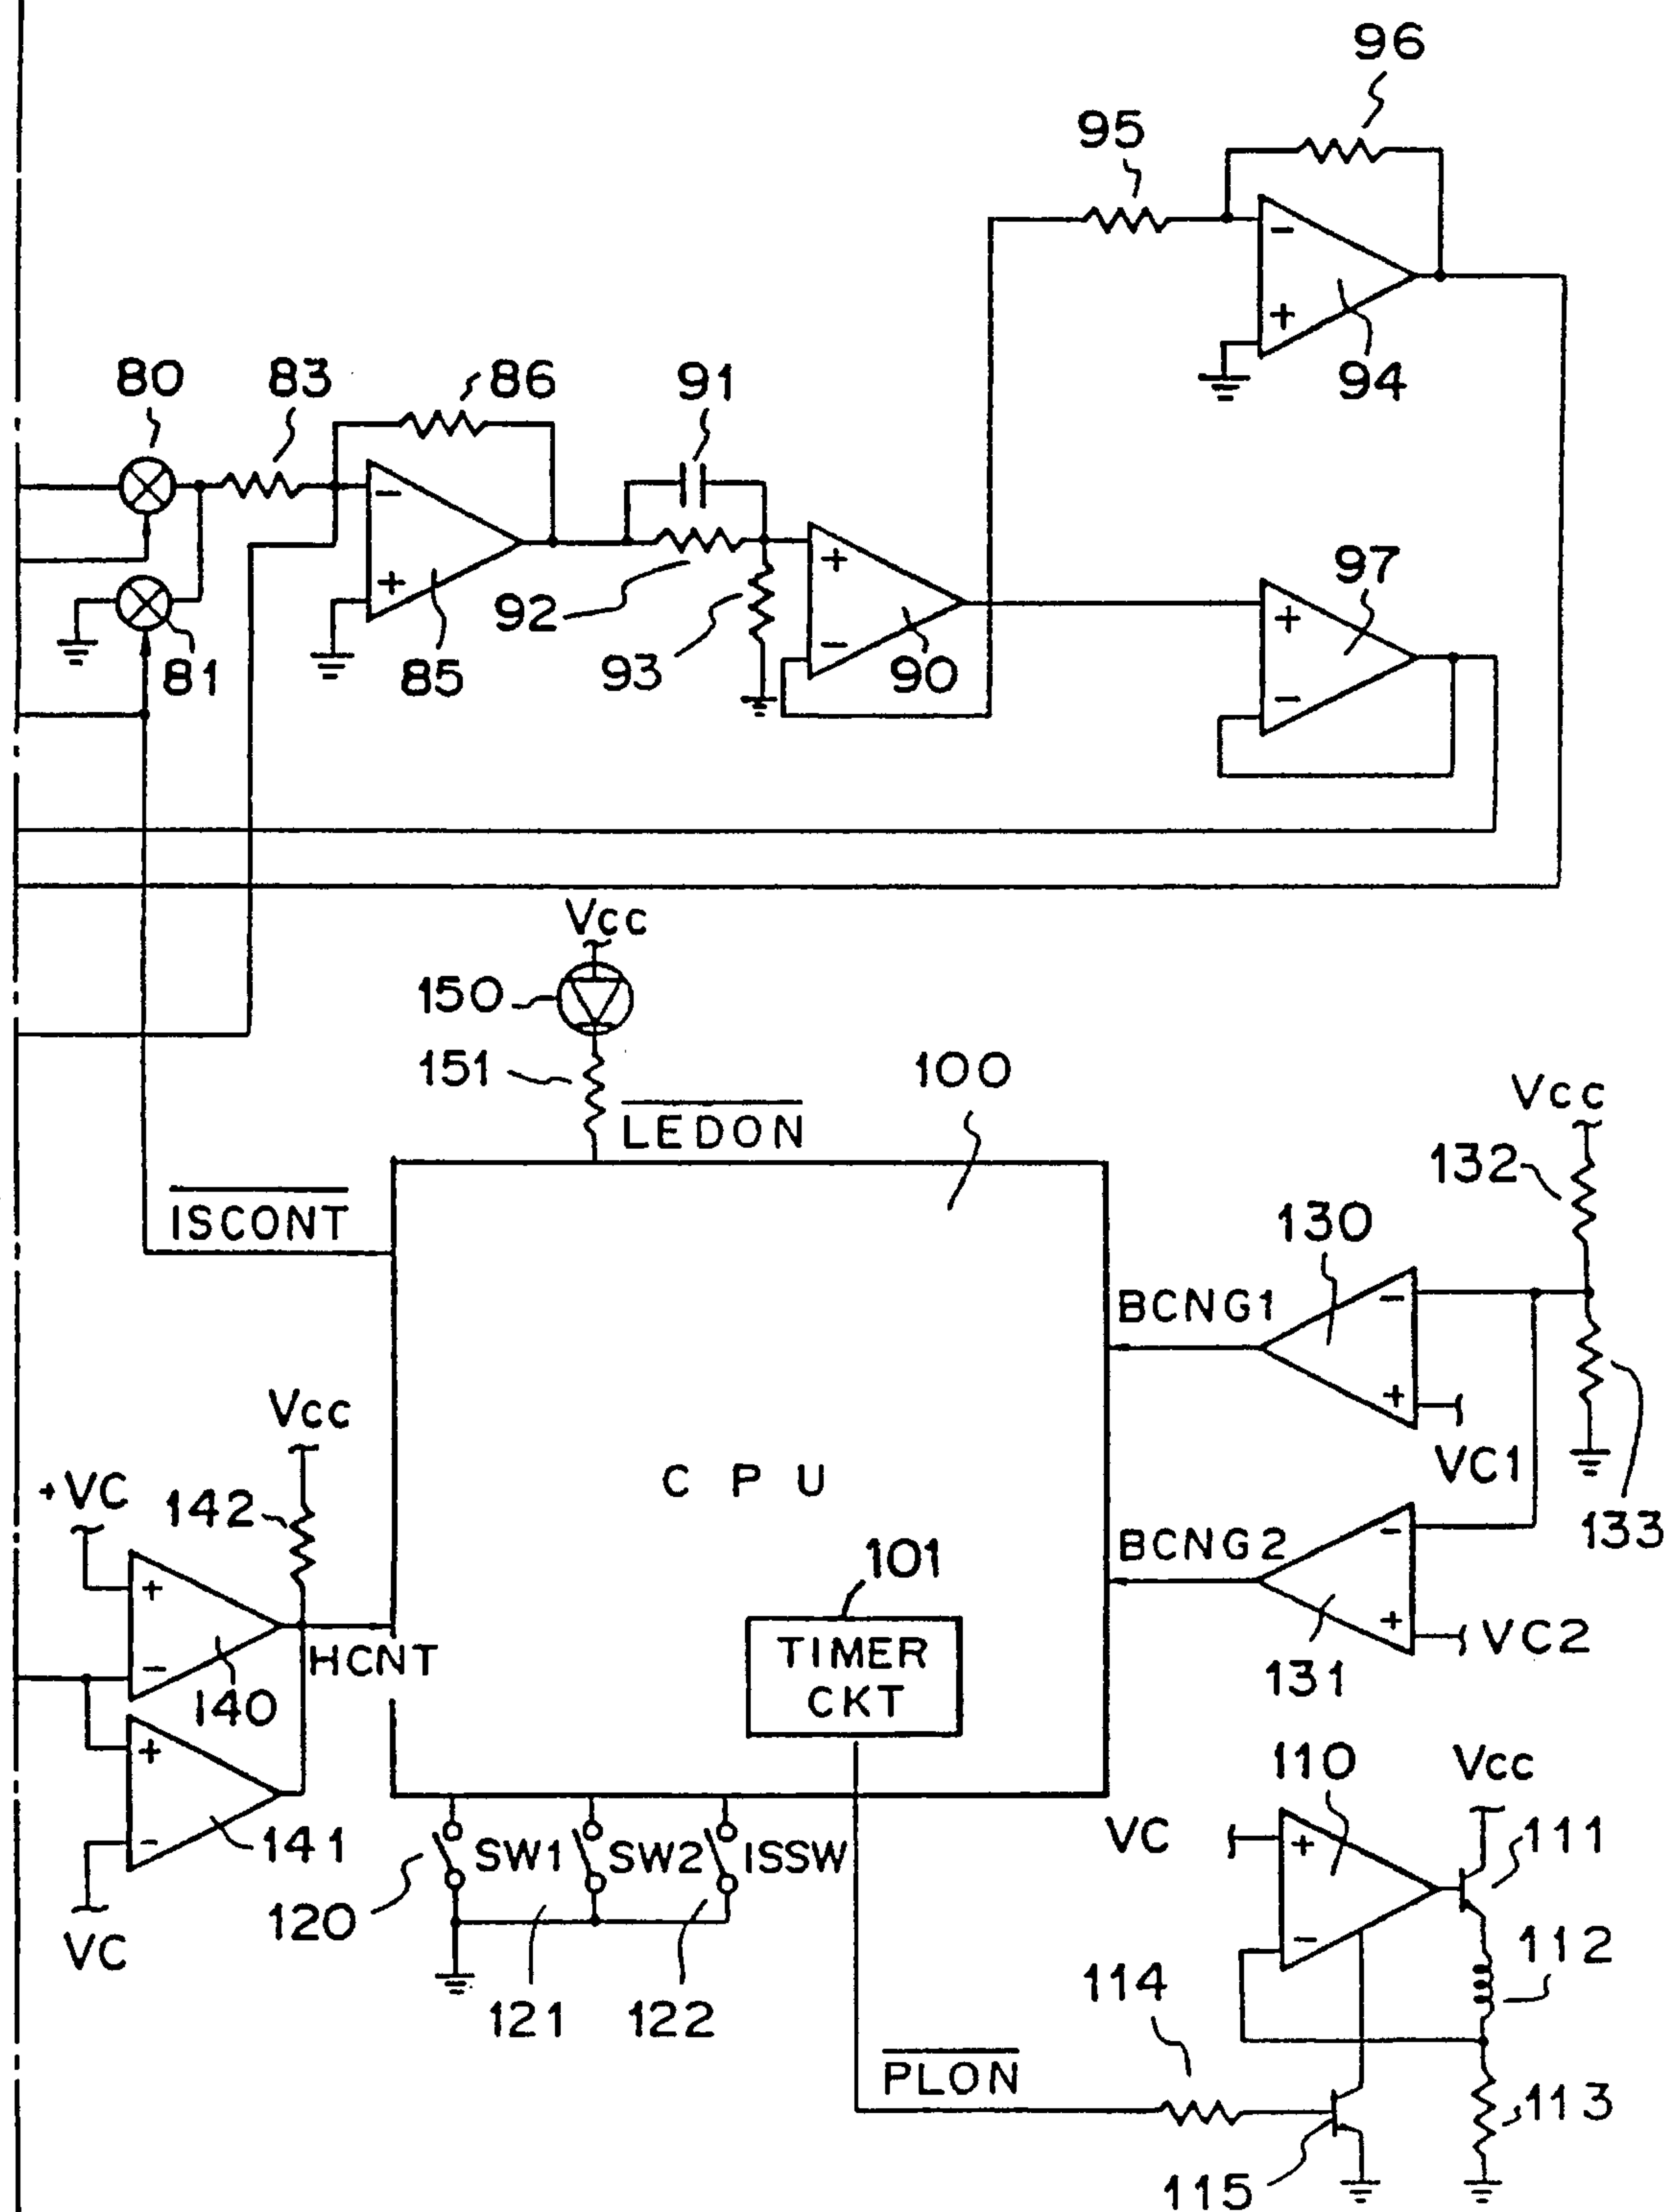 96
95
94
80
83
86
91
81
85
92
93
90
97
Vcc
150
151
LEDON
100
Vcc
132
ISCONT
130
BCNG1
VC1
133
Vcc
+VC
142
CPU
BCNG2
101
TIMER
CKT
131
VC2
HCNT
140
141
VC
SW1
SW2
ISSW
120
121
122
110
Vcc
VC
111
112
114
PLON
113
115
+
-
+
-
+
-
+
-
+
-
+
-
+
-
+
-
+
-